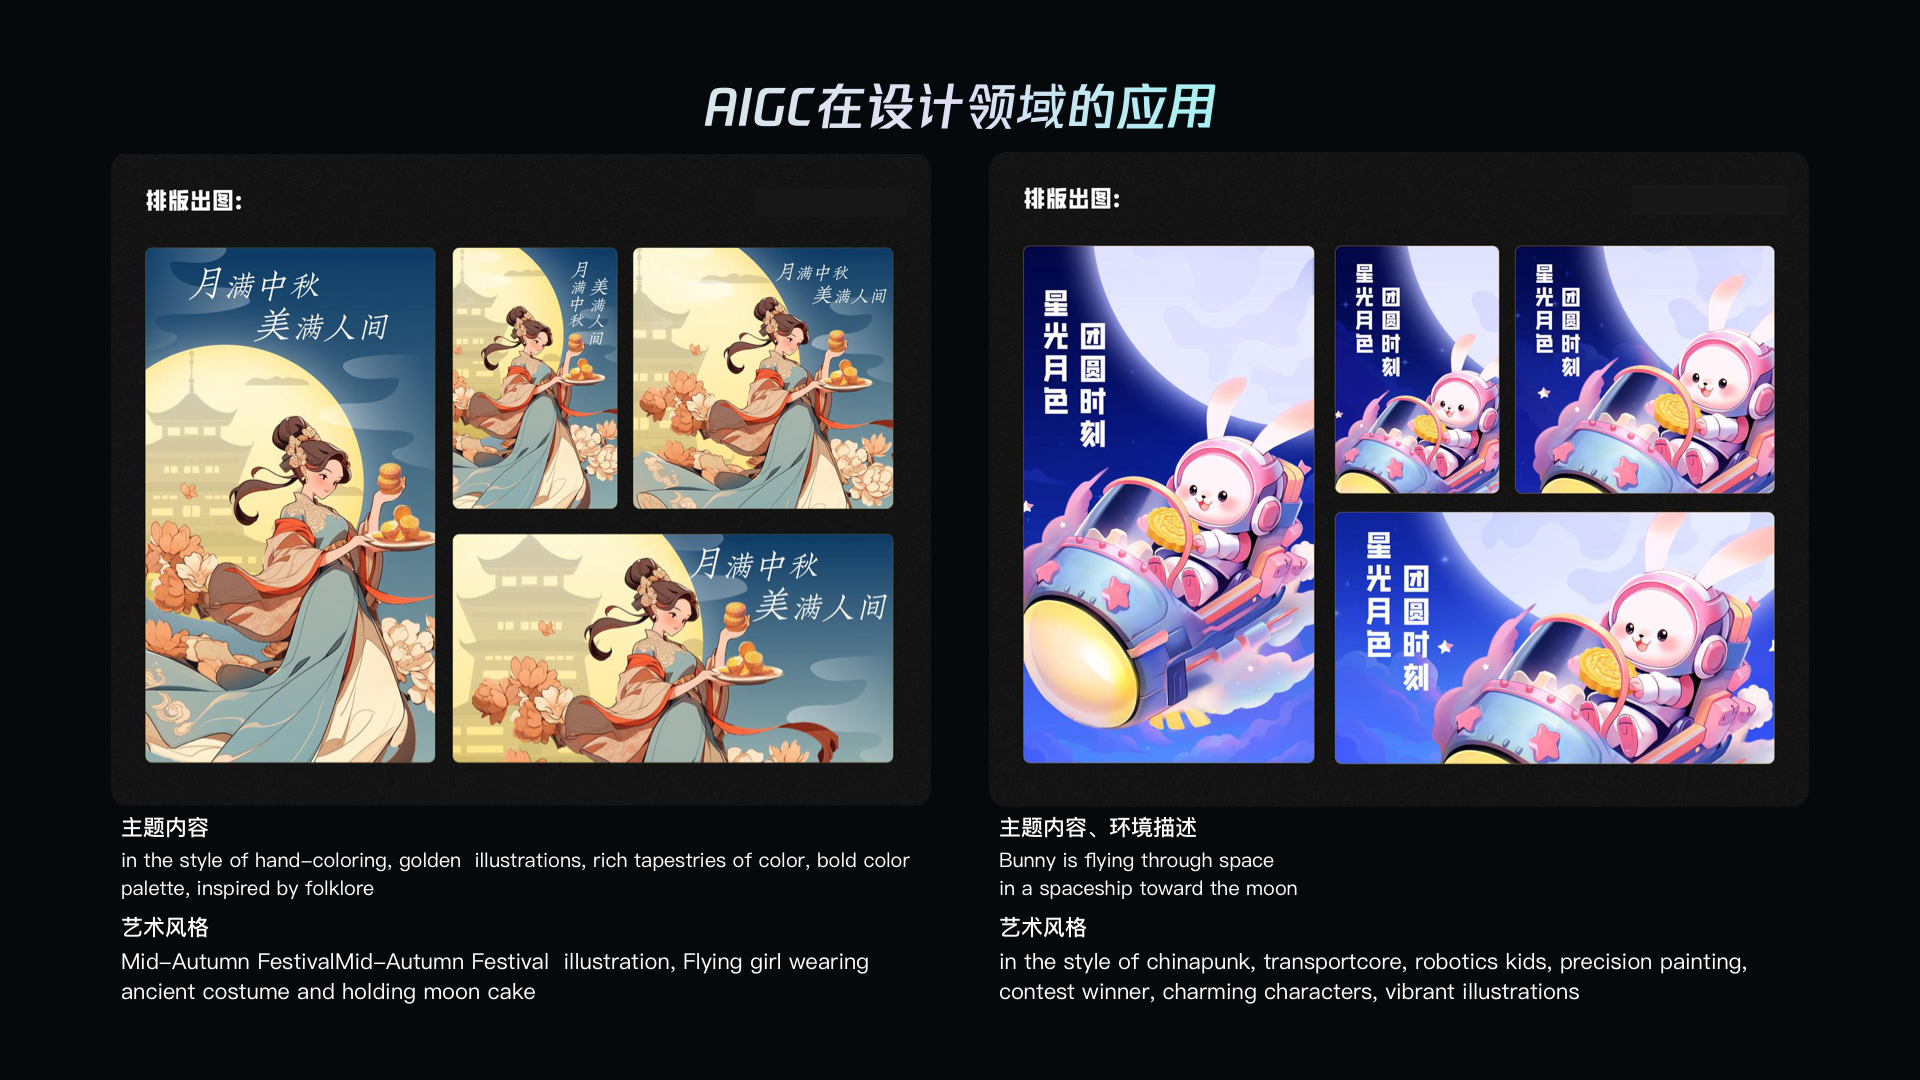 AIGC在设计领域的应用
排版出图:
月满中秋
美满人间
月满中秋
美满人间
月满中秋
美满人间
月满中秋
美满人间
主题内容
in the style of hand-coloring, golden  illustrations, rich tapestries of color, bold color
palette, inspired by folklore
艺术风格
Mid-Autumn FestivalMid-Autumn Festival  illustration, Flying girl wearing
ancient costume and holding moon cake
排版出图:
星光月色
团圆时刻
星光月色
团圆时刻
星光月色
团圆时刻
星光月色
团圆时刻
主题内容、环境描述
Bunny is flying through space
in a spaceship toward the moon
艺术风格
in the style of chinapunk, transportcore, robotics kids, precision painting,
contest winner, charming characters, vibrant illustrations